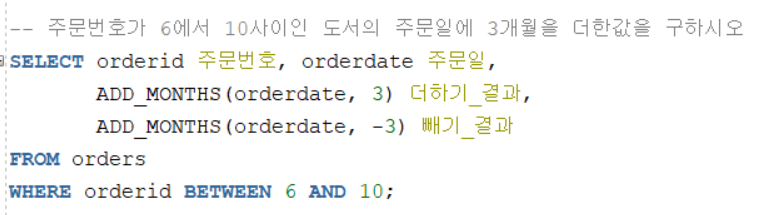 -- 주문번호가 6에서 10사이인 도서의 주문일에 3개월을 더한값을 구하시오
SELECT orderid 주문번호, orderdate 주문일,
ADD_MONTHS(orderdate, 3) 더하기_결과,
ADD_MONTHS(orderdate, -3) 빼기_결과
FROM orders
WHERE orderid BETWEEN 6 AND 10;